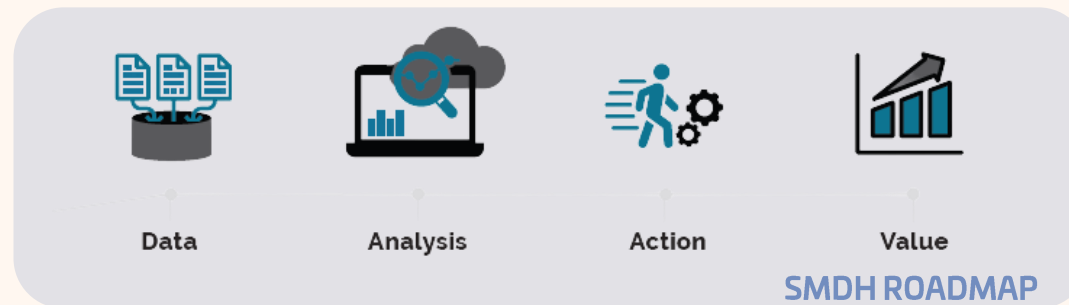 Data
Analysis
Action
Value
SMDH ROADMAP